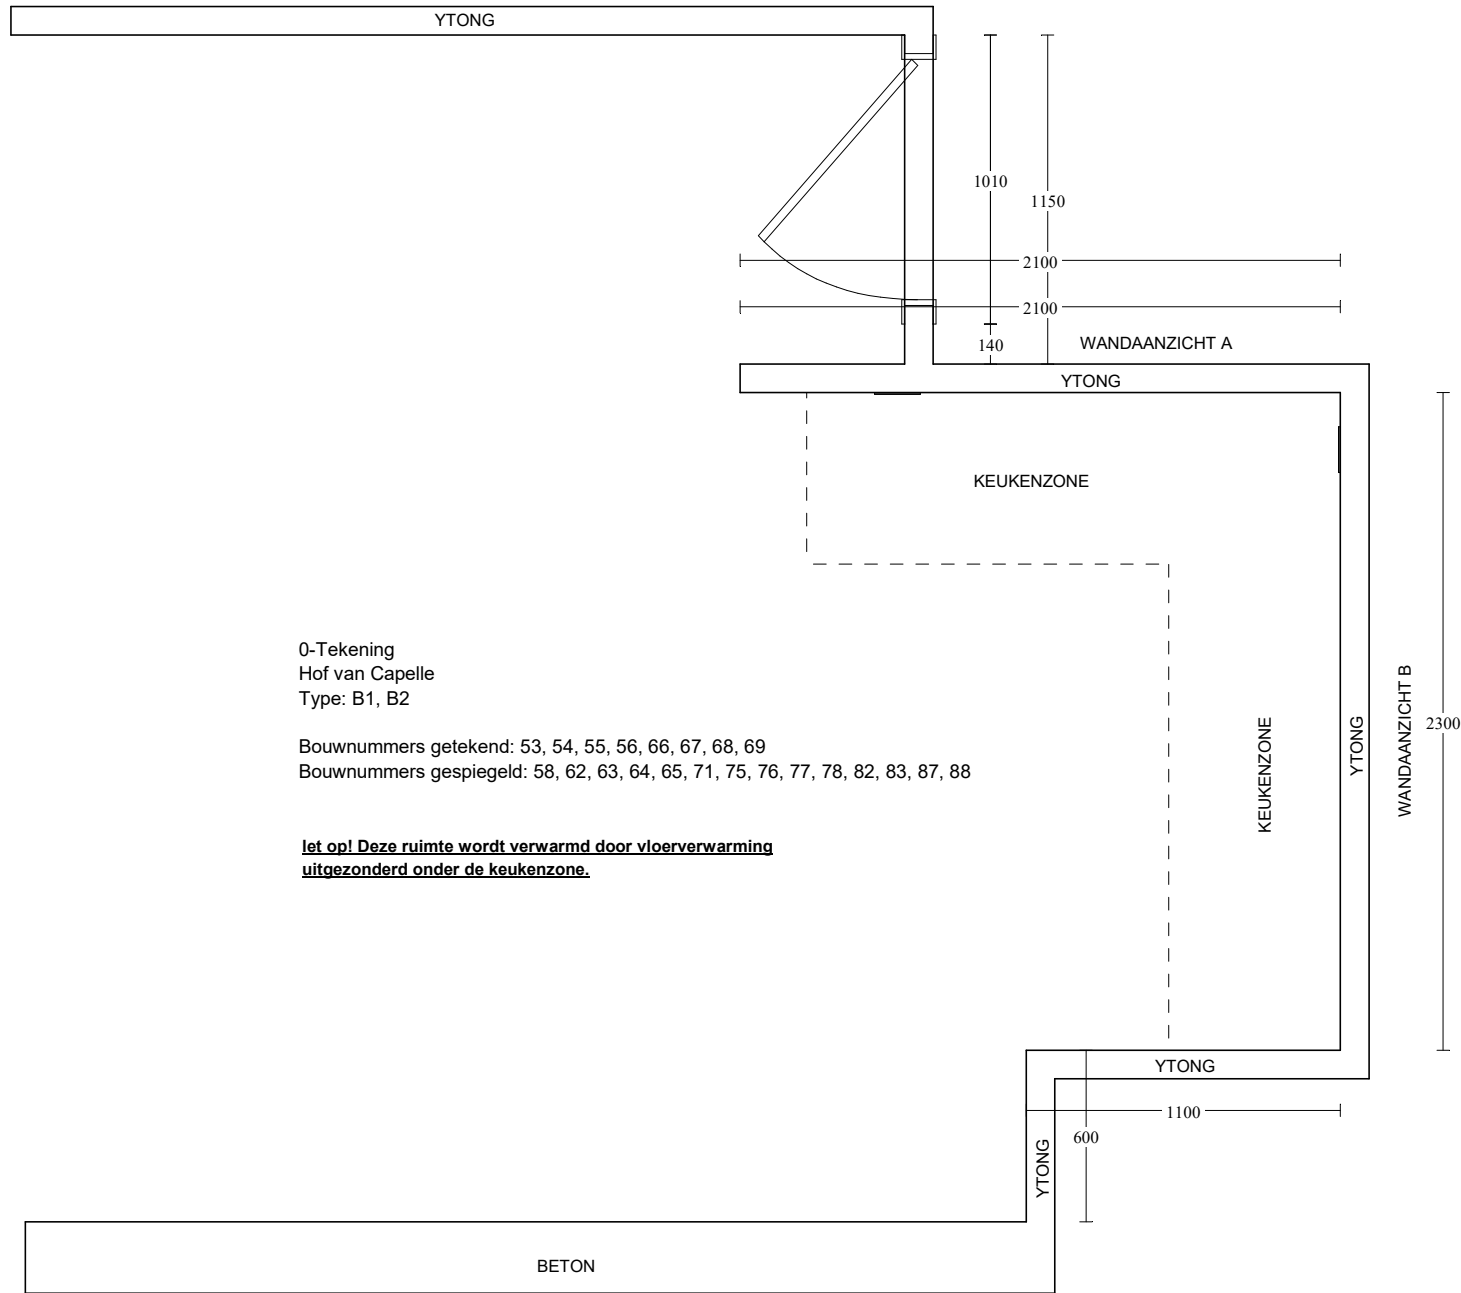 YTONG
1010
1150
2100
2100
140
WANDAANZICHT A
YTONG
KEUKENZONE
0-Tekening
Hof van Capelle
Type: B1, B2
Bouwnummers getekend: 53, 54, 55, 56, 66, 67, 68, 69
Bouwnummers gespiegeld: 58, 62, 63, 64, 65, 71, 75, 76, 77, 78, 82, 83, 87, 88
KEUKENZONE
YTONG
WANDAANZICHT B
2300
let op! Deze ruimte wordt verwarmd door vloerverwarming
uitgezonderd onder de keukenzone.
YTONG
1100
600
YTONG
BETON